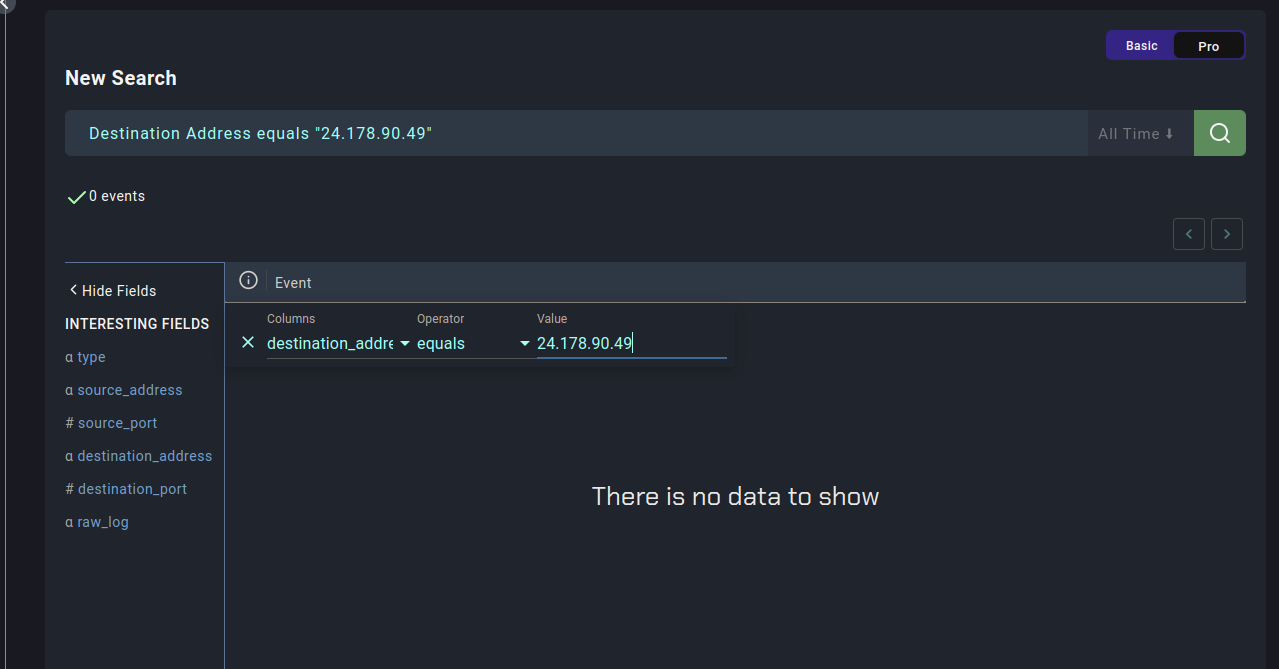 Basic Pro
New Search
Destination Address equals "24.178.90.49" All Time
0 events
Hide Fields
INTERESTING FIELDS
α type
α source_address
# source_port
α destination_address
# destination_port
α raw_log
Event
Columns Operator Value
destination_addre equals 24.178.90.49
There is no data to show